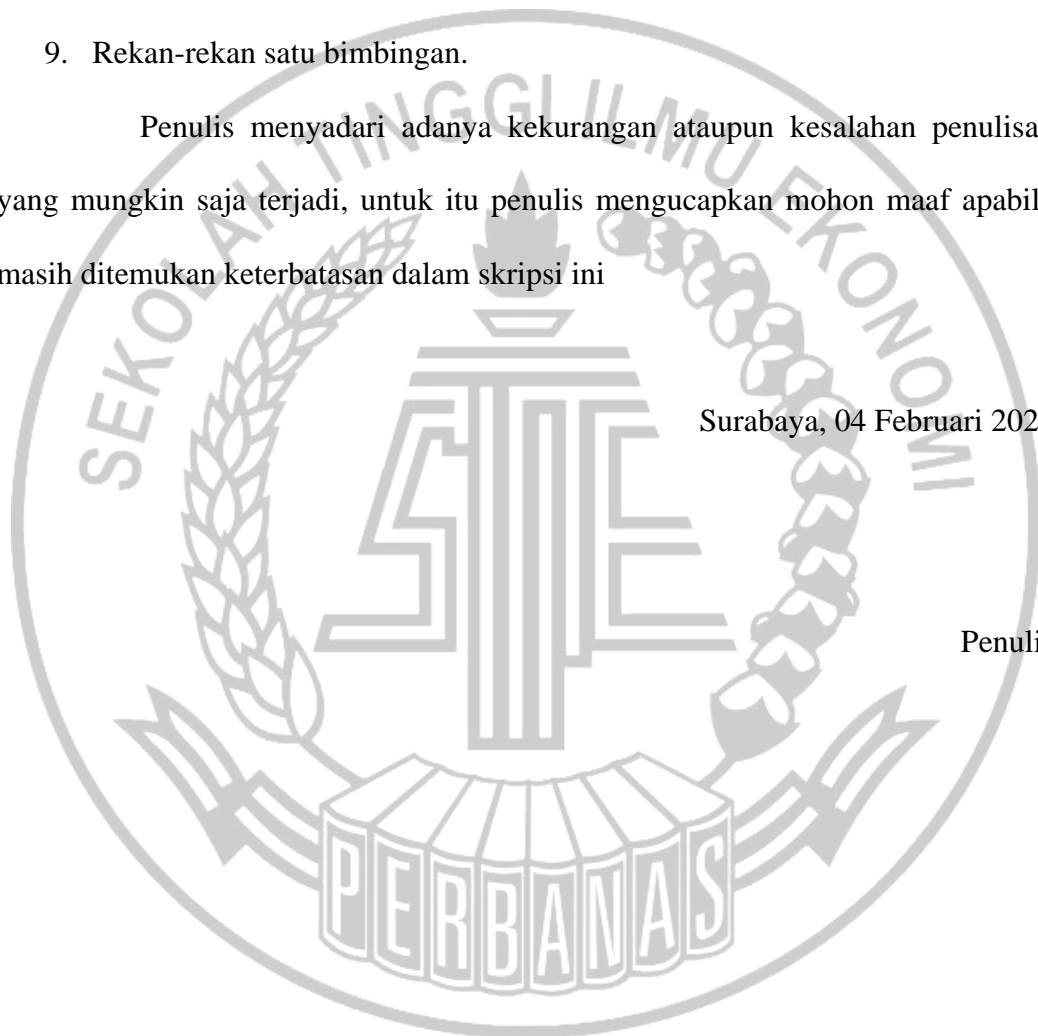 9. Rekan-rekan satu bimbingan.
Penulis menyadari adanya kekurangan ataupun kesalahan penulisa
yang mungkin saja terjadi, untuk itu penulis mengucapkan mohon maaf apabil
masih ditemukan keterbatasan dalam skripsi ini
Surabaya, 04 Februari 202
Penuli
SEKOLAH TINGGI ILMU EKONOMI
STIE
PERBANAS